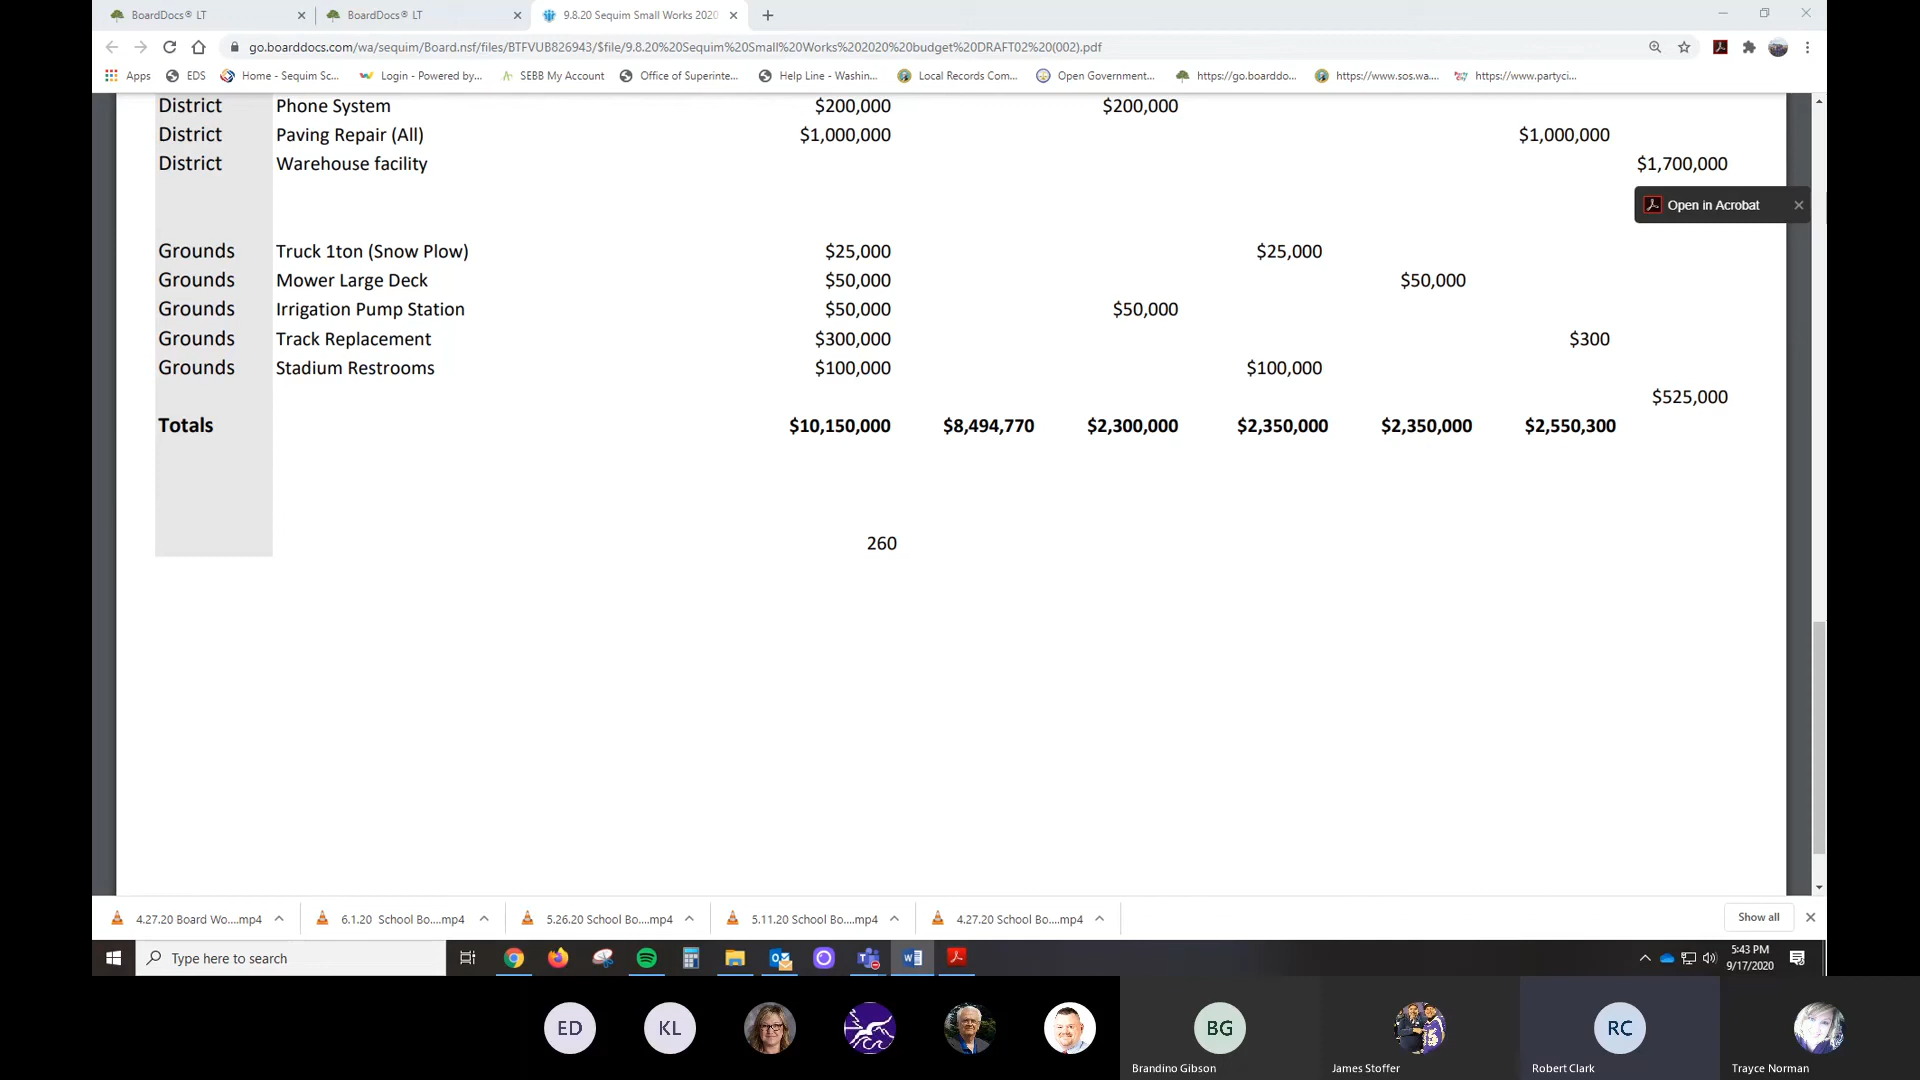 BoardDocs® LT
BoardDocs® LT
9.8.20 Sequim Small Works 2020
go.boarddocs.com/wa/sequim/Board.nsf/files/BTFVUB826943/$file/9.8.20%20Sequim%20Small%20Works%202020%20budget%20DRAFT02%20(002).pdf
Apps EDS Home - Sequim Sc... Login - Powered by... SEBB My Account Office of Superinte... Help Line - Washin... Local Records Com... Open Government... https://go.boarddo... https://www.sos.wa.... https://www.partyci...
District Phone System $200,000 $200,000
District Paving Repair (All) $1,000,000 $1,000,000
District Warehouse facility $1,700,000
Open in Acrobat
Grounds Truck 1ton (Snow Plow) $25,000 $25,000
Grounds Mower Large Deck $50,000 $50,000
Grounds Irrigation Pump Station $50,000 $50,000
Grounds Track Replacement $300,000 $300
Grounds Stadium Restrooms $100,000 $100,000
$525,000
Totals $10,150,000 $8,494,770 $2,300,000 $2,350,000 $2,350,000 $2,550,300
260
4.27.20 Board Wo....mp4 6.1.20 School Bo....mp4 5.26.20 School Bo....mp4 5.11.20 School Bo....mp4 4.27.20 School Bo....mp4 Show all
Type here to search
5:43 PM
9/17/2020
ED KL BG RC
Brandino Gibson James Stoffer Robert Clark Trayce Norman